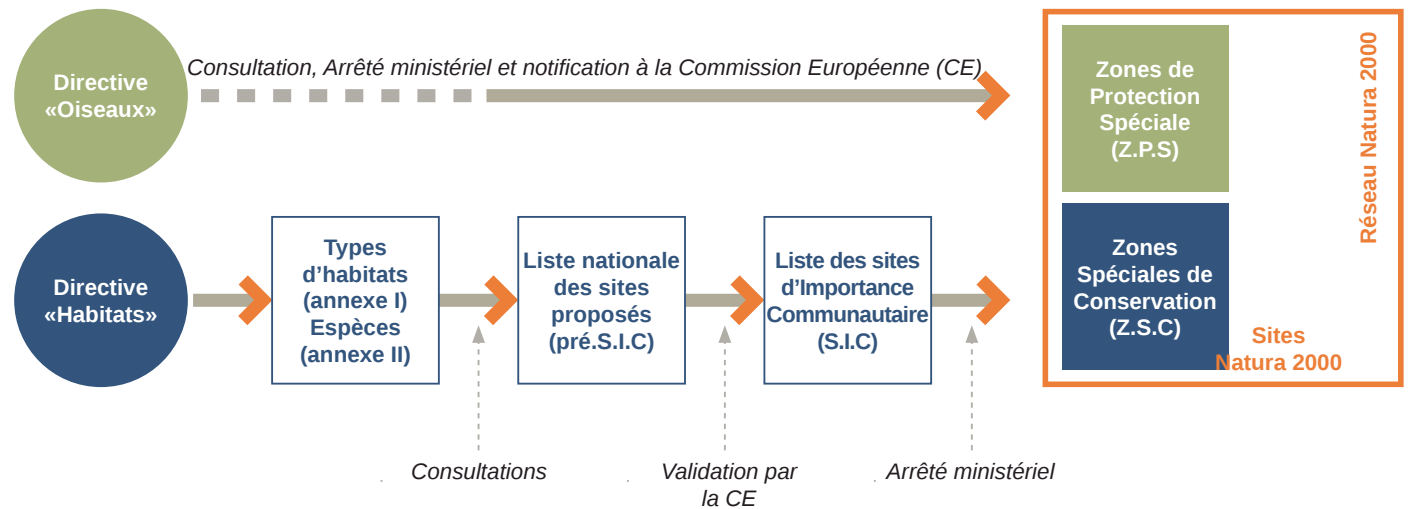 Directive
«Oiseaux»
Consultation, Arrêté ministériel et notification à la Commission Européenne (CE)
Zones de
Protection
Spéciale
(Z.P.S)
Réseau Natura 2000
Directive
«Habitats»
Types
d’habitats
(annexe I)
Espèces
(annexe II)
Liste nationale
des sites
proposés
(pré.S.I.C)
Liste des sites
d’Importance
Communautaire
(S.I.C)
Zones
Spéciales de
Conservation
(Z.S.C)
Sites
Natura 2000
Consultations
Validation par
la CE
Arrêté ministériel